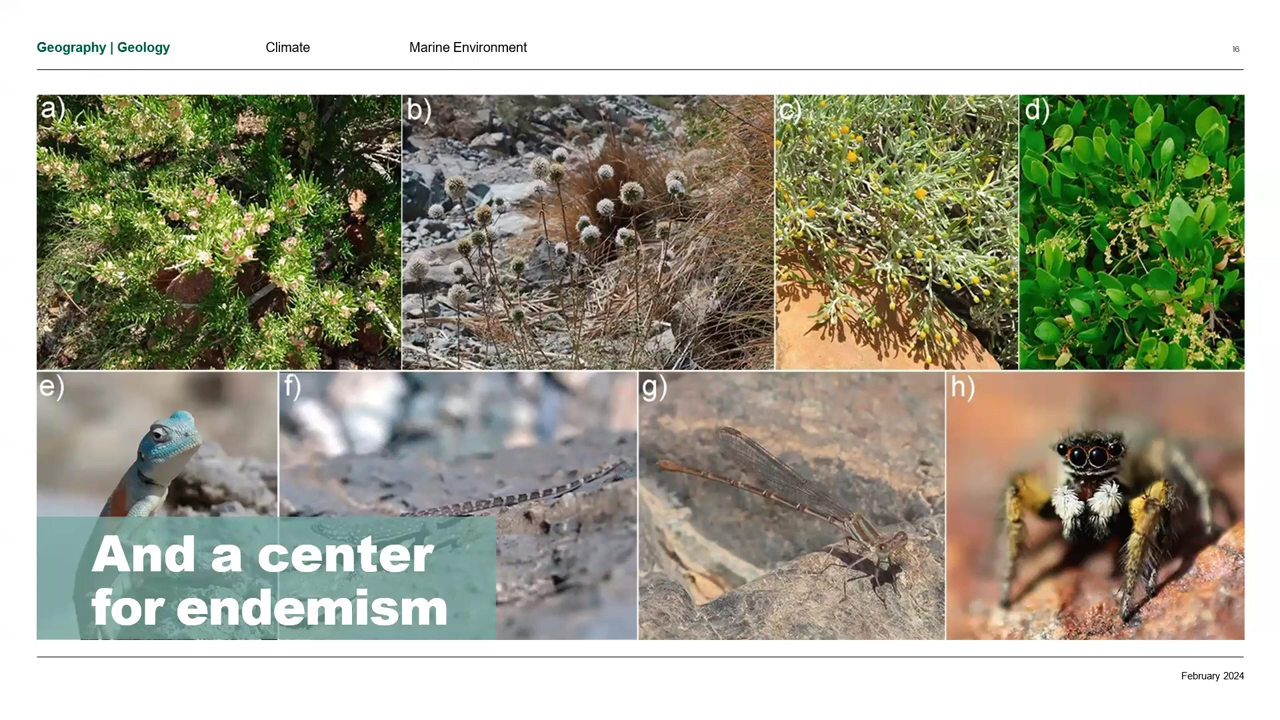 Geography | Geology Climate Marine Environment 16
a) b) c) d)
e) f) g) h)
And a center
for endemism
February 2024